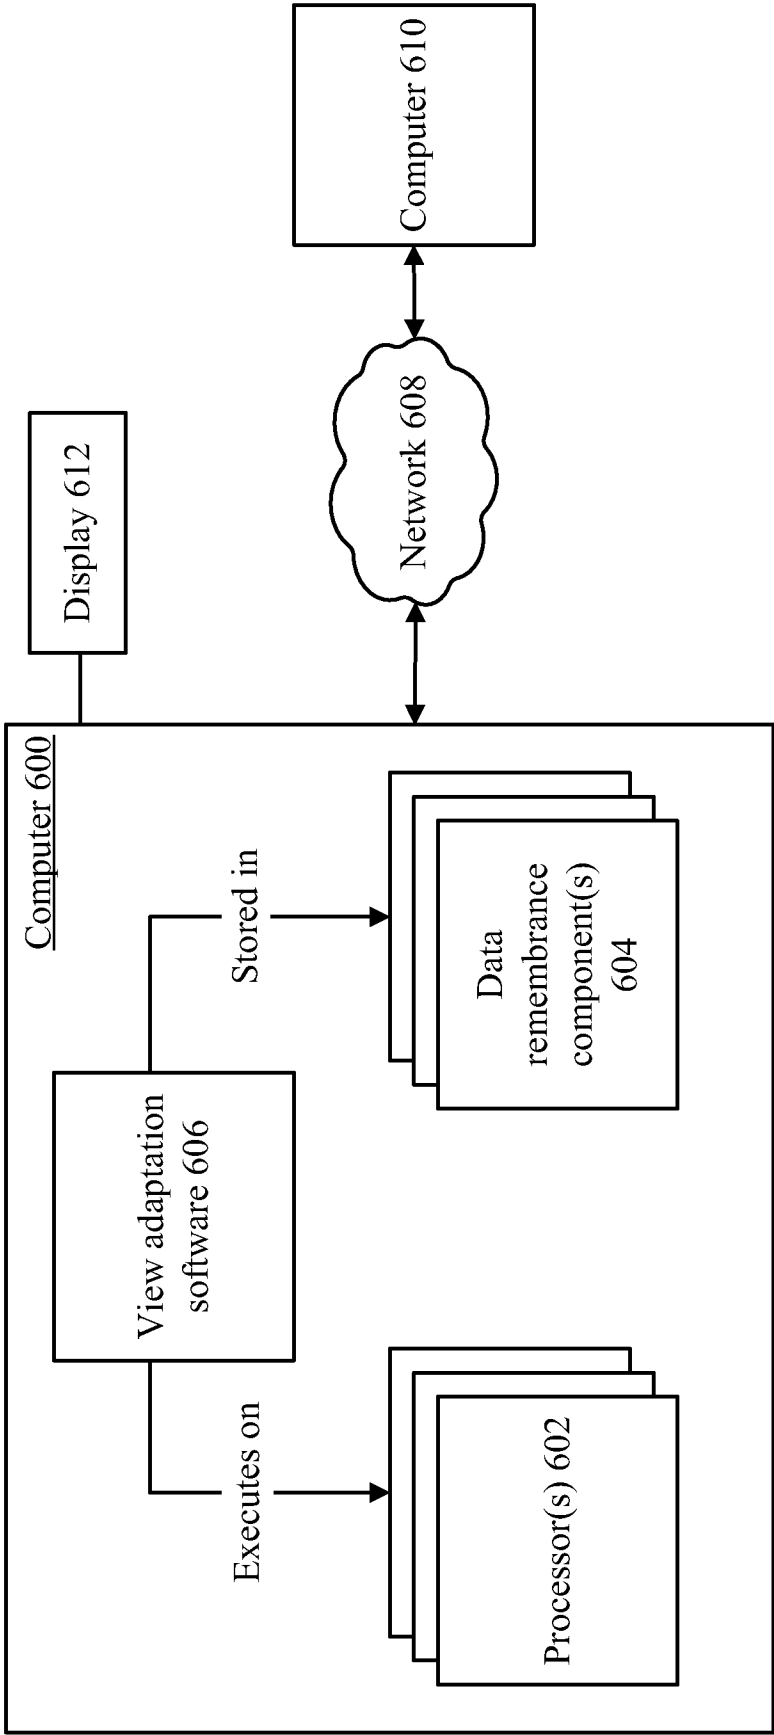 Computer 600
View adaptation
software 606
Executes on
Stored in
Processor(s) 602
Data
remembrance
component(s)
604
Display 612
Network 608
Computer 610